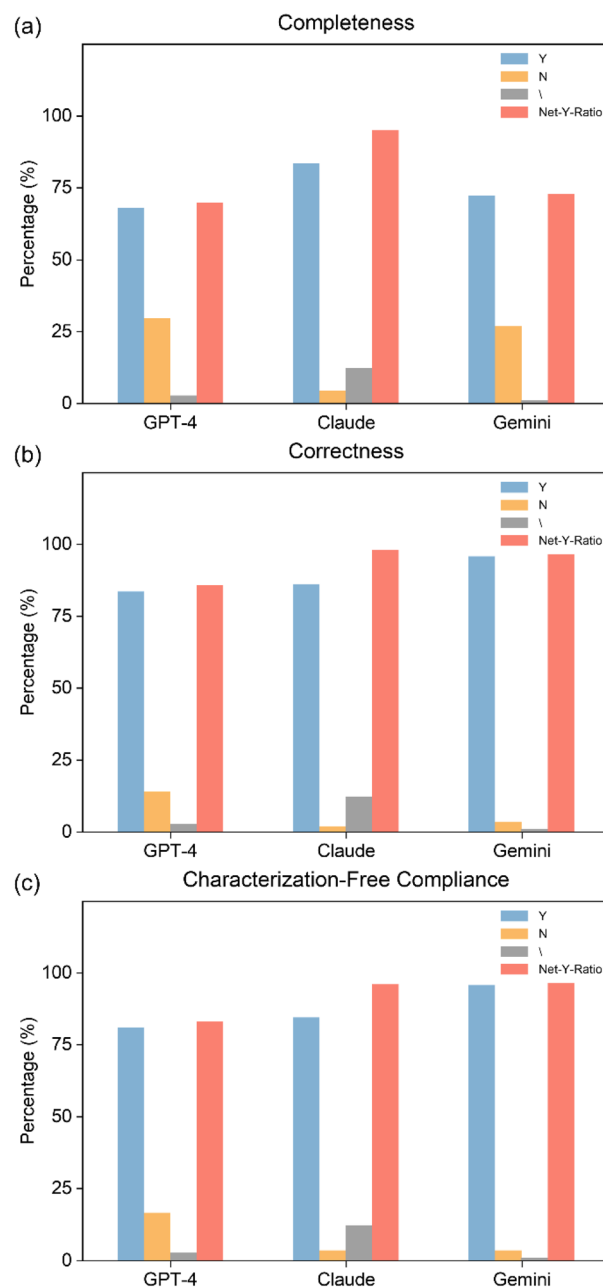 (a)
Completeness
Y
N
\
Net-Y-Ratio
100
75
50
25
0
Percentage (%)
GPT-4 Claude Gemini
(b)
Correctness
Y
N
\
Net-Y-Ratio
100
75
50
25
0
Percentage (%)
GPT-4 Claude Gemini
(c)
Characterization-Free Compliance
Y
N
\
Net-Y-Ratio
100
75
50
25
0
Percentage (%)
GPT-4 Claude Gemini